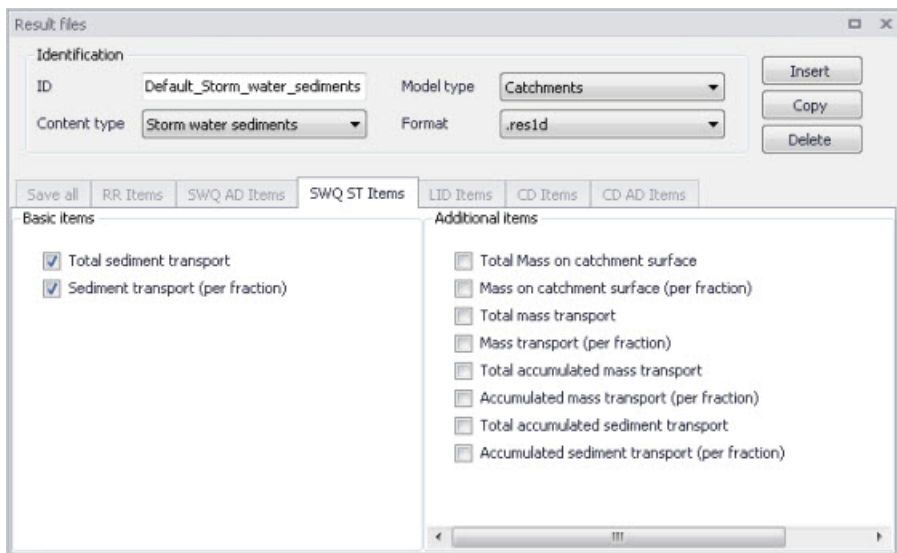 Result files
Identification
ID Default_Storm_water_sediments Model type Catchments Insert
Content type Storm water sediments Format .res1d Copy
Delete
Save all RR Items SWQ AD Items SWQ ST Items LID Items CD Items CD AD Items
Basic items
Total sediment transport
Sediment transport (per fraction)
Additional items
Total Mass on catchment surface
Mass on catchment surface (per fraction)
Total mass transport
Mass transport (per fraction)
Total accumulated mass transport
Accumulated mass transport (per fraction)
Total accumulated sediment transport
Accumulated sediment transport (per fraction)